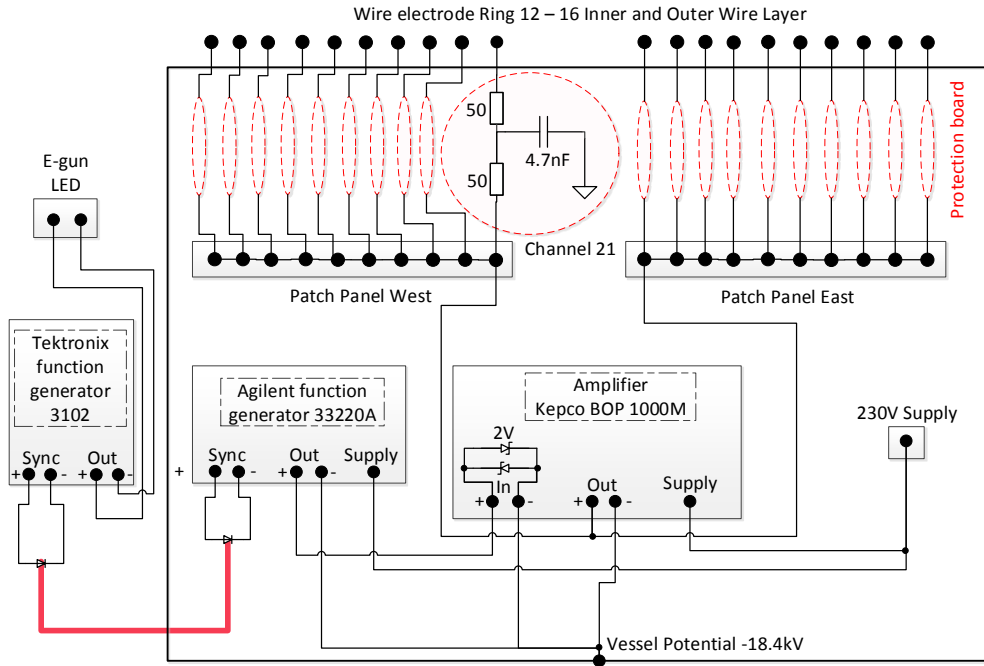 Wire electrode Ring 12 – 16 Inner and Outer Wire Layer
50
4.7nF
50
Protection board
E-gun
LED
Channel 21
Patch Panel West
Patch Panel East
Tektronix
function
generator
3102
Agilent function
generator 33220A
Amplifier
Kepco BOP 1000M
230V Supply
2V
Sync
Out
+ - + -
+
Sync
Out
Supply
+ - + -
In
Out
Supply
+ - + -
Vessel Potential -18.4kV